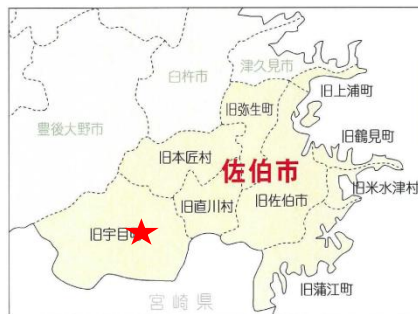 臼杵市
津久見市
旧上浦町
旧弥生町
豊後大野市
旧鶴見町
旧本匠村
佐伯市
旧米水津村
旧直川村
旧佐伯市
旧宇目
旧蒲江町
宮崎県